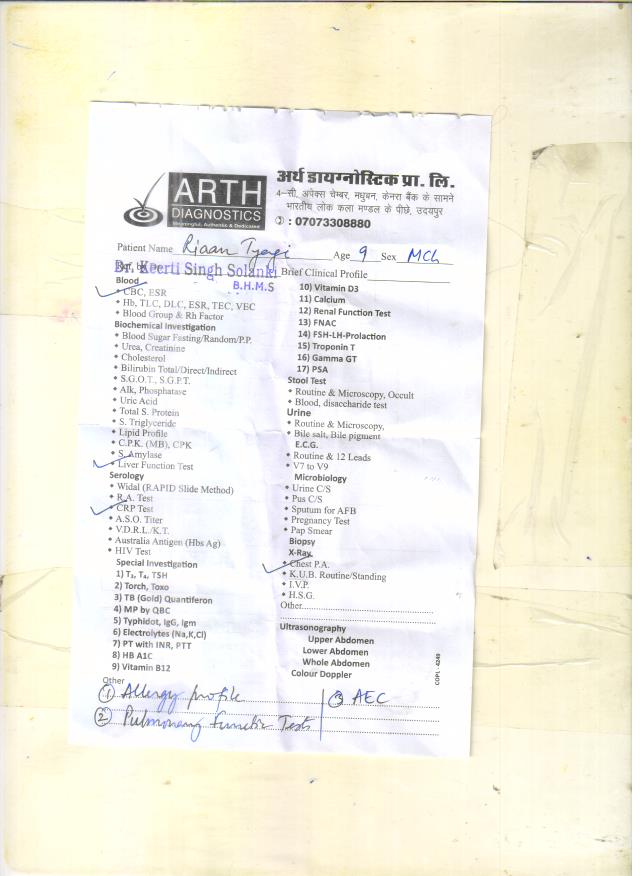 ARTH
DIAGNOSTICS
Meaningful, Authentic & Dedicated
अर्थ डायग्नोस्टिक प्रा. लि.
4–सी, अपेक्स चेम्बर, मधुबन, केनरा बैंक के सामने
भारतीय लोक कला मण्डल के पीछे, उदयपुर
: 07073308880
Patient Name Riaan Tyagi Age 9 Sex MCh
Dr. Keerti Singh Solanki
B.H.M.S
Brief Clinical Profile
Blood
• CBC, ESR
• Hb, TLC, DLC, ESR, TEC, VEC
• Blood Group & Rh Factor
Biochemical Investigation
• Blood Sugar Fasting/Random/P.P.
• Urea, Creatinine
• Cholesterol
• Bilirubin Total/Direct/Indirect
• S.G.O.T., S.G.P.T.
• Alk, Phosphatase
• Uric Acid
• Total S. Protein
• S. Triglyceride
• Lipid Profile
• C.P.K. (MB), CPK
• S. Amylase
• Liver Function Test
Serology
• Widal (RAPID Slide Method)
• R.A. Test
• CRP Test
• A.S.O. Titer
• V.D.R.L./K.T.
• Australia Antigen (Hbs Ag)
• HIV Test
Special Investigation
1) T₃, T₄, TSH
2) Torch, Toxo
3) TB (Gold) Quantiferon
4) MP by QBC
5) Typhidot, IgG, Igm
6) Electrolytes (Na,K,Cl)
7) PT with INR, PTT
8) HB A1C
9) Vitamin B12
10) Vitamin D3
11) Calcium
12) Renal Function Test
13) FNAC
14) FSH-LH-Prolaction
15) Troponin T
16) Gamma GT
17) PSA
Stool Test
• Routine & Microscopy, Occult
• Blood, disaccharide test
Urine
• Routine & Microscopy,
• Bile salt, Bile pigment
E.C.G.
• Routine & 12 Leads
• V7 to V9
Microbiology
• Urine C/S
• Pus C/S
• Sputum for AFB
• Pregnancy Test
• Pap Smear
Biopsy
X-Ray
• Chest P.A.
• K.U.B. Routine/Standing
• I.V.P.
• H.S.G.
Other
Ultrasonography
Upper Abdomen
Lower Abdomen
Whole Abdomen
Colour Doppler
COPL - 4249
Other
① Allergy profile
② Pulmonary function Tests
③ AEC